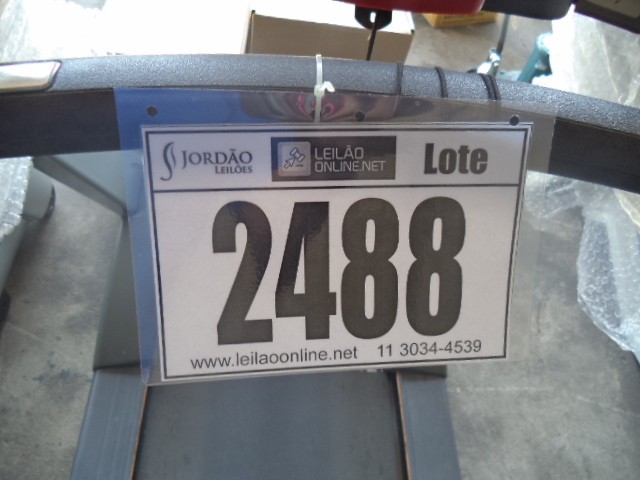 JORDÃO
LEILÕES
LEILÃO
ONLINE.NET
Lote
2488
www.leilaoonline.net 11 3034-4539